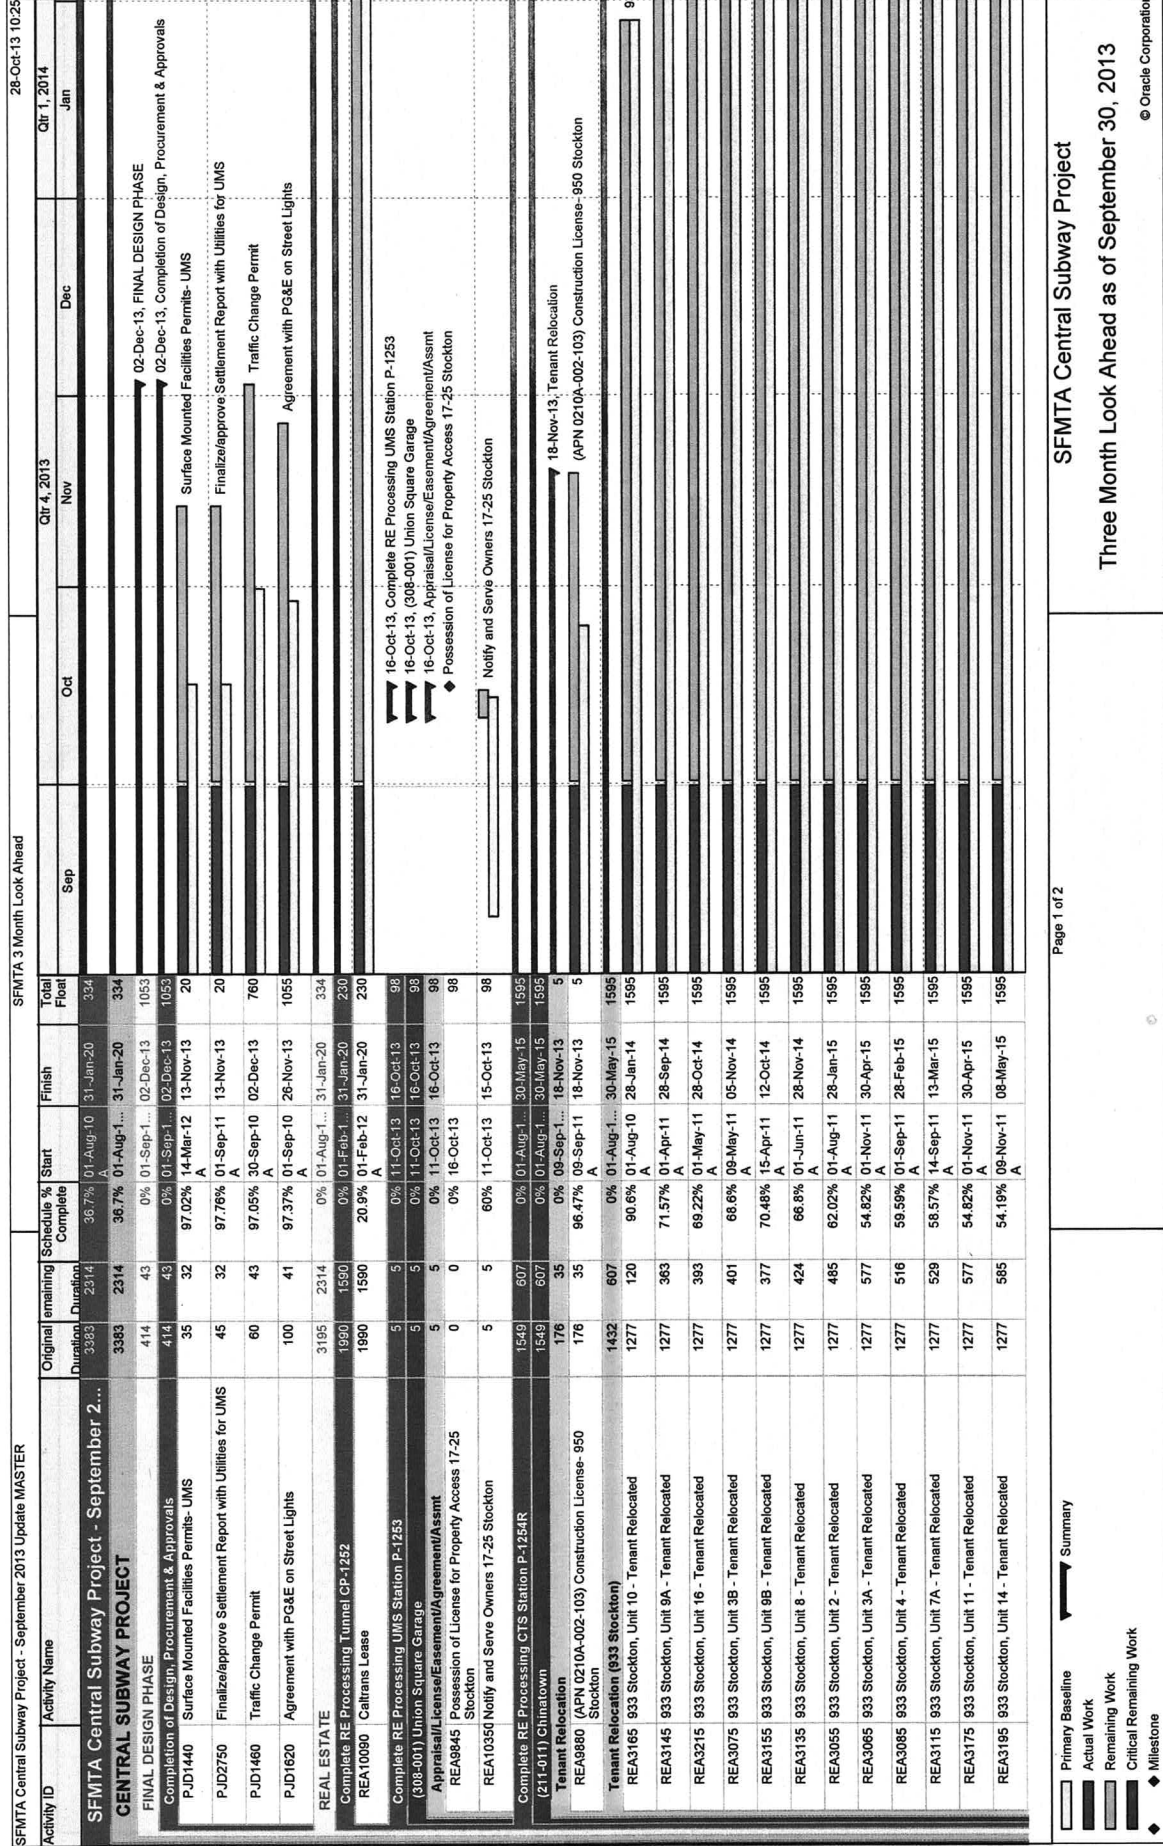 SFMTA Central Subway Project - September 2013 Update MASTER
SFMTA 3 Month Look Ahead
28-Oct-13 10:25
Activity ID Activity Name Original Duration emaining Duration Schedule % Complete Start Finish Total Float
Qtr 4, 2013 Qtr 1, 2014
Sep Oct Nov Dec Jan
SFMTA Central Subway Project - September 2... 3383 2314 36.7% 01-Aug-10 A 31-Jan-20 334
CENTRAL SUBWAY PROJECT 3383 2314 36.7% 01-Aug-1... 31-Jan-20 334
FINAL DESIGN PHASE 414 43 0% 01-Sep-1... 02-Dec-13 1053
02-Dec-13, FINAL DESIGN PHASE
Completion of Design, Procurement & Approvals 414 43 0% 01-Sep-1... 02-Dec-13 1053
02-Dec-13, Completion of Design, Procurement & Approvals
PJD1440 Surface Mounted Facilities Permits- UMS 35 32 97.02% 14-Mar-12 A 13-Nov-13 20
Surface Mounted Facilities Permits- UMS
PJD2750 Finalize/approve Settlement Report with Utilities for UMS 45 32 97.76% 01-Sep-11 A 13-Nov-13 20
Finalize/approve Settlement Report with Utilities for UMS
PJD1460 Traffic Change Permit 60 43 97.05% 30-Sep-10 A 02-Dec-13 760
Traffic Change Permit
PJD1620 Agreement with PG&E on Street Lights 100 41 97.37% 01-Sep-10 A 26-Nov-13 1055
Agreement with PG&E on Street Lights
REAL ESTATE 3195 2314 0% 01-Aug-1... 31-Jan-20 334
Complete RE Processing Tunnel CP-1252 1990 1590 0% 01-Feb-1... 31-Jan-20 230
REA10090 Caltrans Lease 1990 1590 20.9% 01-Feb-12 A 31-Jan-20 230
Complete RE Processing UMS Station P-1253 5 5 0% 11-Oct-13 16-Oct-13 98
16-Oct-13, Complete RE Processing UMS Station P-1253
(308-001) Union Square Garage 5 5 0% 11-Oct-13 16-Oct-13 98
16-Oct-13, (308-001) Union Square Garage
Appraisal/License/Easement/Agreement/Assmt 5 5 0% 11-Oct-13 16-Oct-13 98
16-Oct-13, Appraisal/License/Easement/Agreement/Assmt
REA9845 Possession of License for Property Access 17-25 Stockton 0 0 0% 16-Oct-13 98
Possession of License for Property Access 17-25 Stockton
REA10350 Notify and Serve Owners 17-25 Stockton 5 5 60% 11-Oct-13 15-Oct-13 98
Notify and Serve Owners 17-25 Stockton
Complete RE Processing CTS Station P-1254R 1549 607 0% 01-Aug-1... 30-May-15 1595
(211-011) Chinatown 1549 607 0% 01-Aug-1... 30-May-15 1595
Tenant Relocation 176 35 0% 09-Sep-1... 18-Nov-13 5
18-Nov-13, Tenant Relocation
REA9880 (APN 0210A-002-103) Construction License- 950 Stockton 176 35 96.47% 09-Sep-11 A 18-Nov-13 5
(APN 0210A-002-103) Construction License- 950 Stockton
Tenant Relocation (933 Stockton) 1432 607 0% 01-Aug-1... 30-May-15 1595
REA3165 933 Stockton, Unit 10 - Tenant Relocated 1277 120 90.6% 01-Aug-10 A 28-Jan-14 1595
9
REA3145 933 Stockton, Unit 9A - Tenant Relocated 1277 363 71.57% 01-Apr-11 A 28-Sep-14 1595
REA3215 933 Stockton, Unit 16 - Tenant Relocated 1277 393 69.22% 01-May-11 A 28-Oct-14 1595
REA3075 933 Stockton, Unit 3B - Tenant Relocated 1277 401 68.6% 09-May-11 A 05-Nov-14 1595
REA3155 933 Stockton, Unit 9B - Tenant Relocated 1277 377 70.48% 15-Apr-11 A 12-Oct-14 1595
REA3135 933 Stockton, Unit 8 - Tenant Relocated 1277 424 66.8% 01-Jun-11 A 28-Nov-14 1595
REA3055 933 Stockton, Unit 2 - Tenant Relocated 1277 485 62.02% 01-Aug-11 A 28-Jan-15 1595
REA3065 933 Stockton, Unit 3A - Tenant Relocated 1277 577 54.82% 01-Nov-11 A 30-Apr-15 1595
REA3085 933 Stockton, Unit 4 - Tenant Relocated 1277 516 59.59% 01-Sep-11 A 28-Feb-15 1595
REA3115 933 Stockton, Unit 7A - Tenant Relocated 1277 529 58.57% 14-Sep-11 A 13-Mar-15 1595
REA3175 933 Stockton, Unit 11 - Tenant Relocated 1277 577 54.82% 01-Nov-11 A 30-Apr-15 1595
REA3195 933 Stockton, Unit 14 - Tenant Relocated 1277 585 54.19% 09-Nov-11 A 08-May-15 1595
Primary Baseline
Actual Work
Remaining Work
Critical Remaining Work
Milestone
Summary
Page 1 of 2
SFMTA Central Subway Project
Three Month Look Ahead as of September 30, 2013
© Oracle Corporation